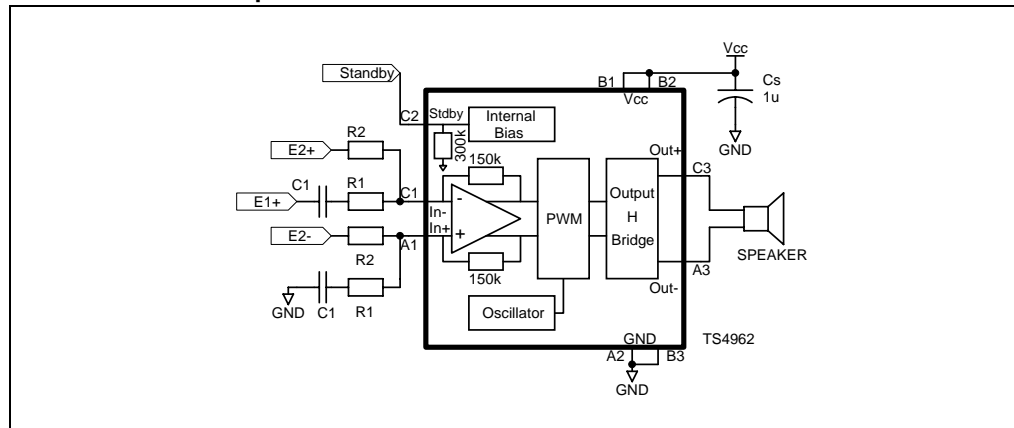 Vcc
B1
B2
Vcc
Cs
1u
GND
Standby
C2
Stdby
300k
Internal
Bias
E2+
R2
150k
Out+
C3
C1
R1
C1
E1+
In-
-
In+
+
PWM
Output
H
Bridge
SPEAKER
E2-
A1
R2
150k
A3
Out-
GND
C1
R1
Oscillator
GND
TS4962
A2
B3
GND